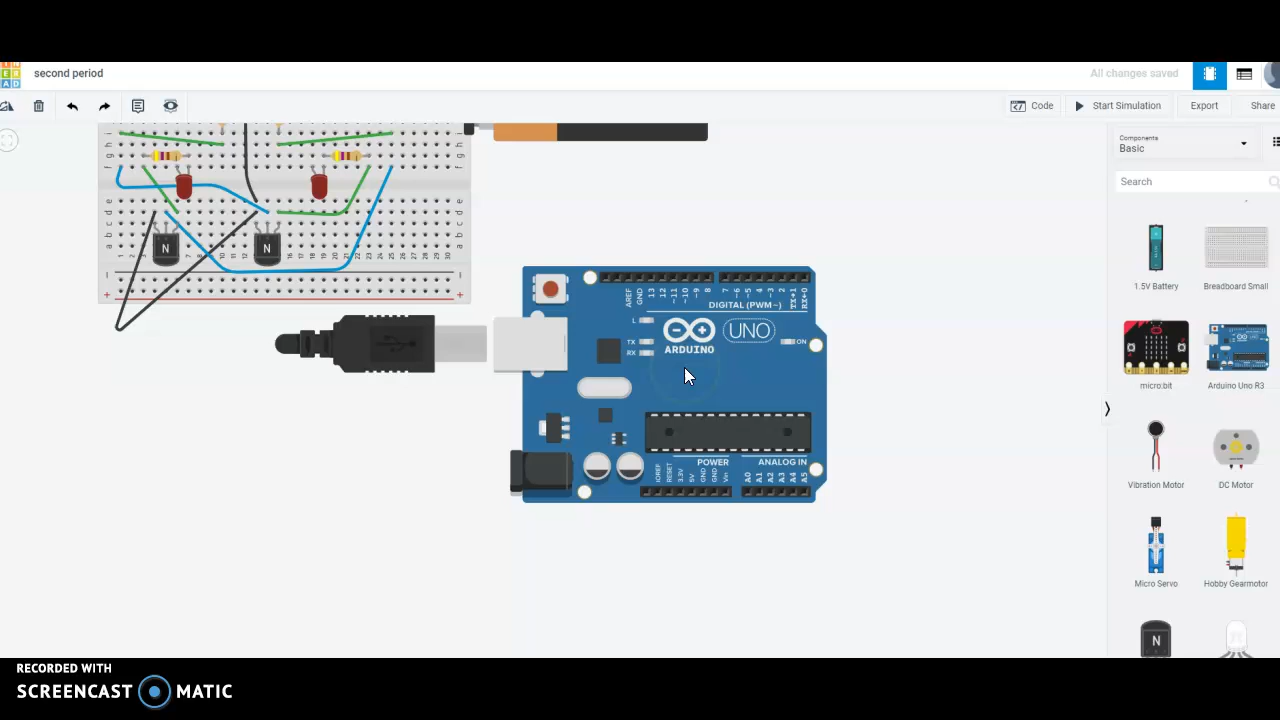 ER
AD
second period
All changes saved
Code
Start Simulation
Export
Share
Components
Basic
Search
1.5V Battery
Breadboard Small
micro:bit
Arduino Uno R3
Vibration Motor
DC Motor
Micro Servo
Hobby Gearmotor
N
i
h
g
f
e
d
c
b
a
N
N
AREF
GND
13
12
~11
~10
~9
8
7
~6
~5
4
~3
2
TX→1
RX←0
DIGITAL (PWM~)
L
TX
RX
ARDUINO
UNO
ON
POWER
ANALOG IN
IOREF
RESET
3.3V
5V
GND
GND
Vin
A0
A1
A2
A3
A4
A5
RECORDED WITH
SCREENCAST MATIC